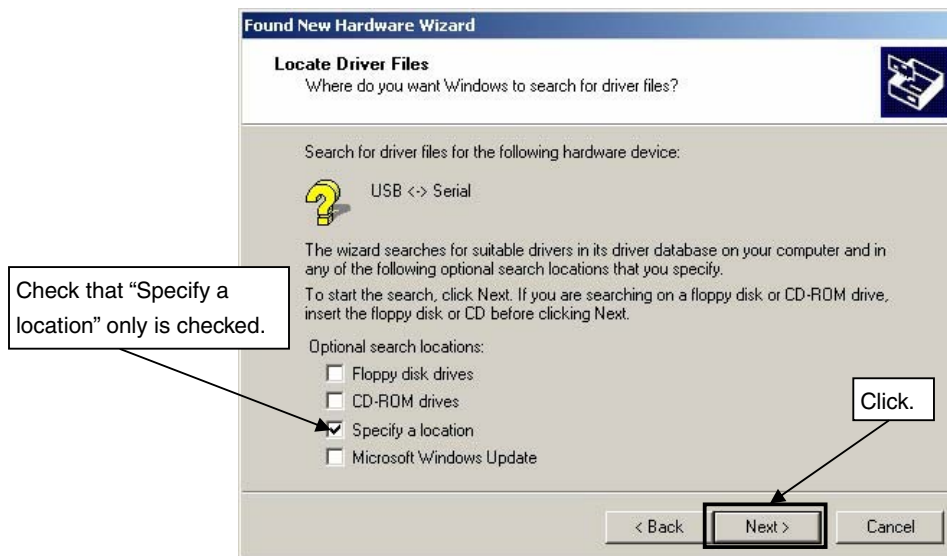 Found New Hardware Wizard
Locate Driver Files
Where do you want Windows to search for driver files?
Search for driver files for the following hardware device:
USB <-> Serial
The wizard searches for suitable drivers in its driver database on your computer and in
any of the following optional search locations that you specify.
To start the search, click Next. If you are searching on a floppy disk or CD-ROM drive,
insert the floppy disk or CD before clicking Next.
Check that “Specify a
location” only is checked.
Optional search locations:
Floppy disk drives
CD-ROM drives
Click.
Specify a location
Microsoft Windows Update
< Back
Next >
Cancel